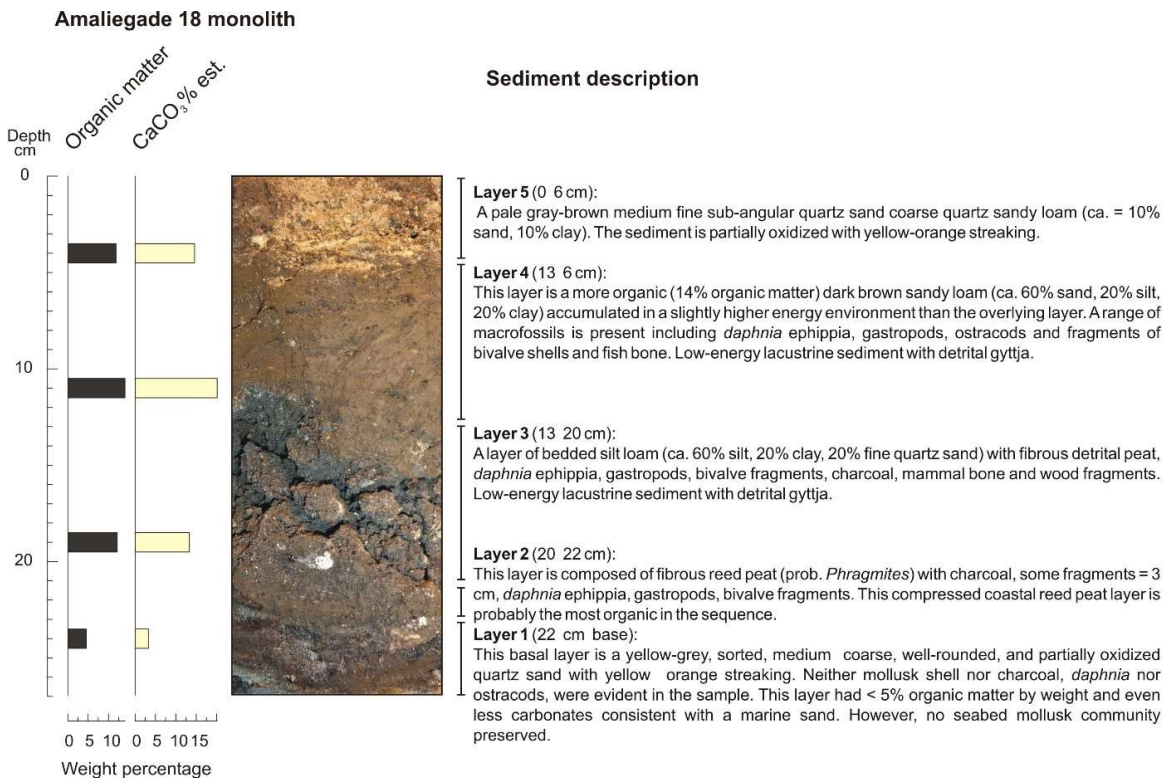 Amaliegade 18 monolith
Organic matter
CaCO₃% est.
Sediment description
Depth
cm
0
10
20
0 5 10 0 5 10 15
Weight percentage
Layer 5 (0 6 cm):
A pale gray-brown medium fine sub-angular quartz sand coarse quartz sandy loam (ca. = 10%
sand, 10% clay). The sediment is partially oxidized with yellow-orange streaking.
Layer 4 (13 6 cm):
This layer is a more organic (14% organic matter) dark brown sandy loam (ca. 60% sand, 20% silt,
20% clay) accumulated in a slightly higher energy environment than the overlying layer. A range of
macrofossils is present including daphnia ephippia, gastropods, ostracods and fragments of
bivalve shells and fish bone. Low-energy lacustrine sediment with detrital gyttja.
Layer 3 (13 20 cm):
A layer of bedded silt loam (ca. 60% silt, 20% clay, 20% fine quartz sand) with fibrous detrital peat,
daphnia ephippia, gastropods, bivalve fragments, charcoal, mammal bone and wood fragments.
Low-energy lacustrine sediment with detrital gyttja.
Layer 2 (20 22 cm):
This layer is composed of fibrous reed peat (prob. Phragmites) with charcoal, some fragments = 3
cm, daphnia ephippia, gastropods, bivalve fragments. This compressed coastal reed peat layer is
probably the most organic in the sequence.
Layer 1 (22 cm base):
This basal layer is a yellow-grey, sorted, medium coarse, well-rounded, and partially oxidized
quartz sand with yellow orange streaking. Neither mollusk shell nor charcoal, daphnia nor
ostracods, were evident in the sample. This layer had < 5% organic matter by weight and even
less carbonates consistent with a marine sand. However, no seabed mollusk community
preserved.